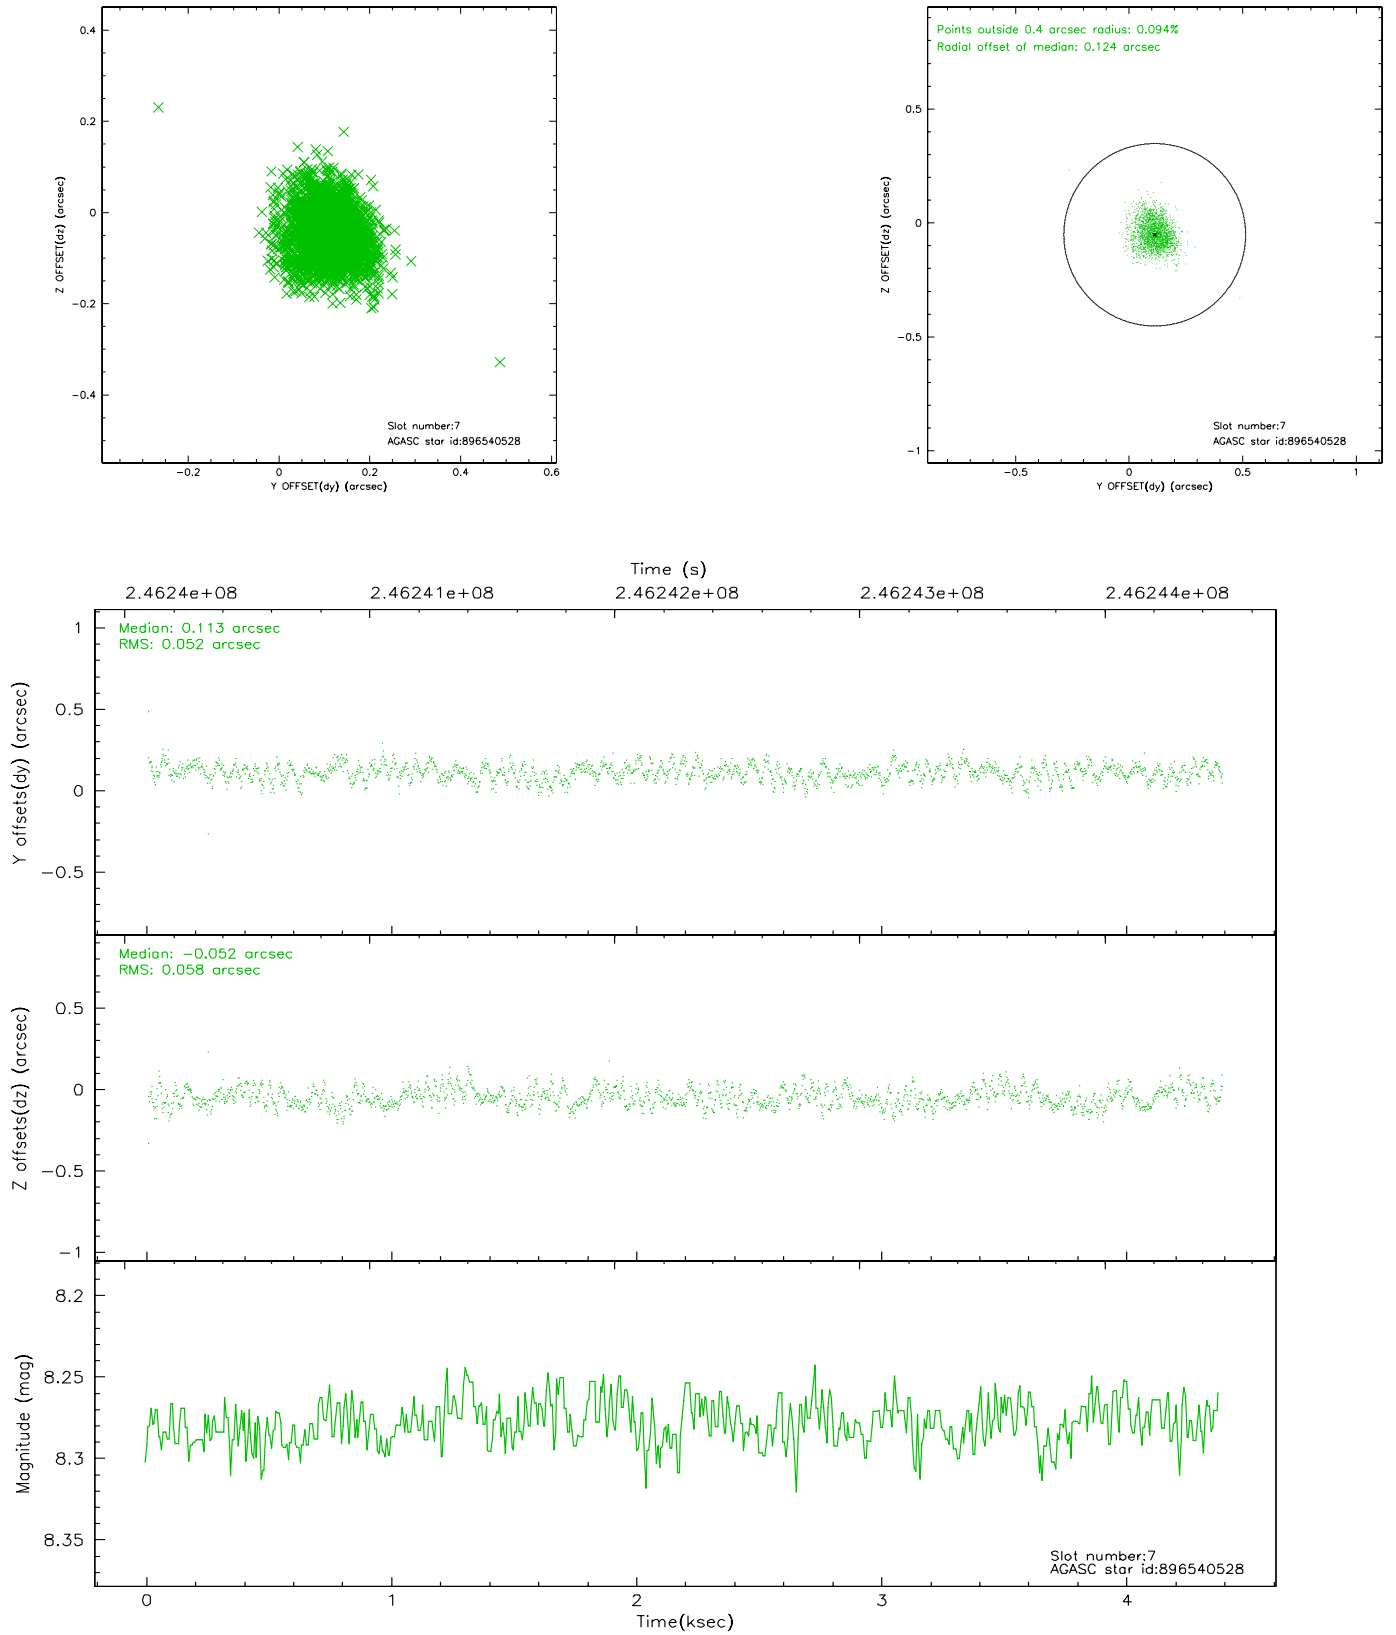 0.4
0.2
0
−0.2
−0.4
Z OFFSET(dz) (arcsec)
Slot number:7
AGASC star id:896540528
−0.2 0 0.2 0.4 0.6
Y OFFSET(dy) (arcsec)
Points outside 0.4 arcsec radius: 0.094%
Radial offset of median: 0.124 arcsec
0.5
0
−0.5
−1
Z OFFSET(dz) (arcsec)
Slot number:7
AGASC star id:896540528
−0.5 0 0.5 1
Y OFFSET(dy) (arcsec)
Time (s)
2.4624e+08 2.46241e+08 2.46242e+08 2.46243e+08 2.46244e+08
Median: 0.113 arcsec
RMS: 0.052 arcsec
1
0.5
0
−0.5
Y offsets(dy) (arcsec)
Median: −0.052 arcsec
RMS: 0.058 arcsec
0.5
0
−0.5
−1
Z offsets(dz) (arcsec)
8.2
8.25
8.3
8.35
Magnitude (mag)
Slot number:7
AGASC star id:896540528
0 1 2 3 4
Time(ksec)